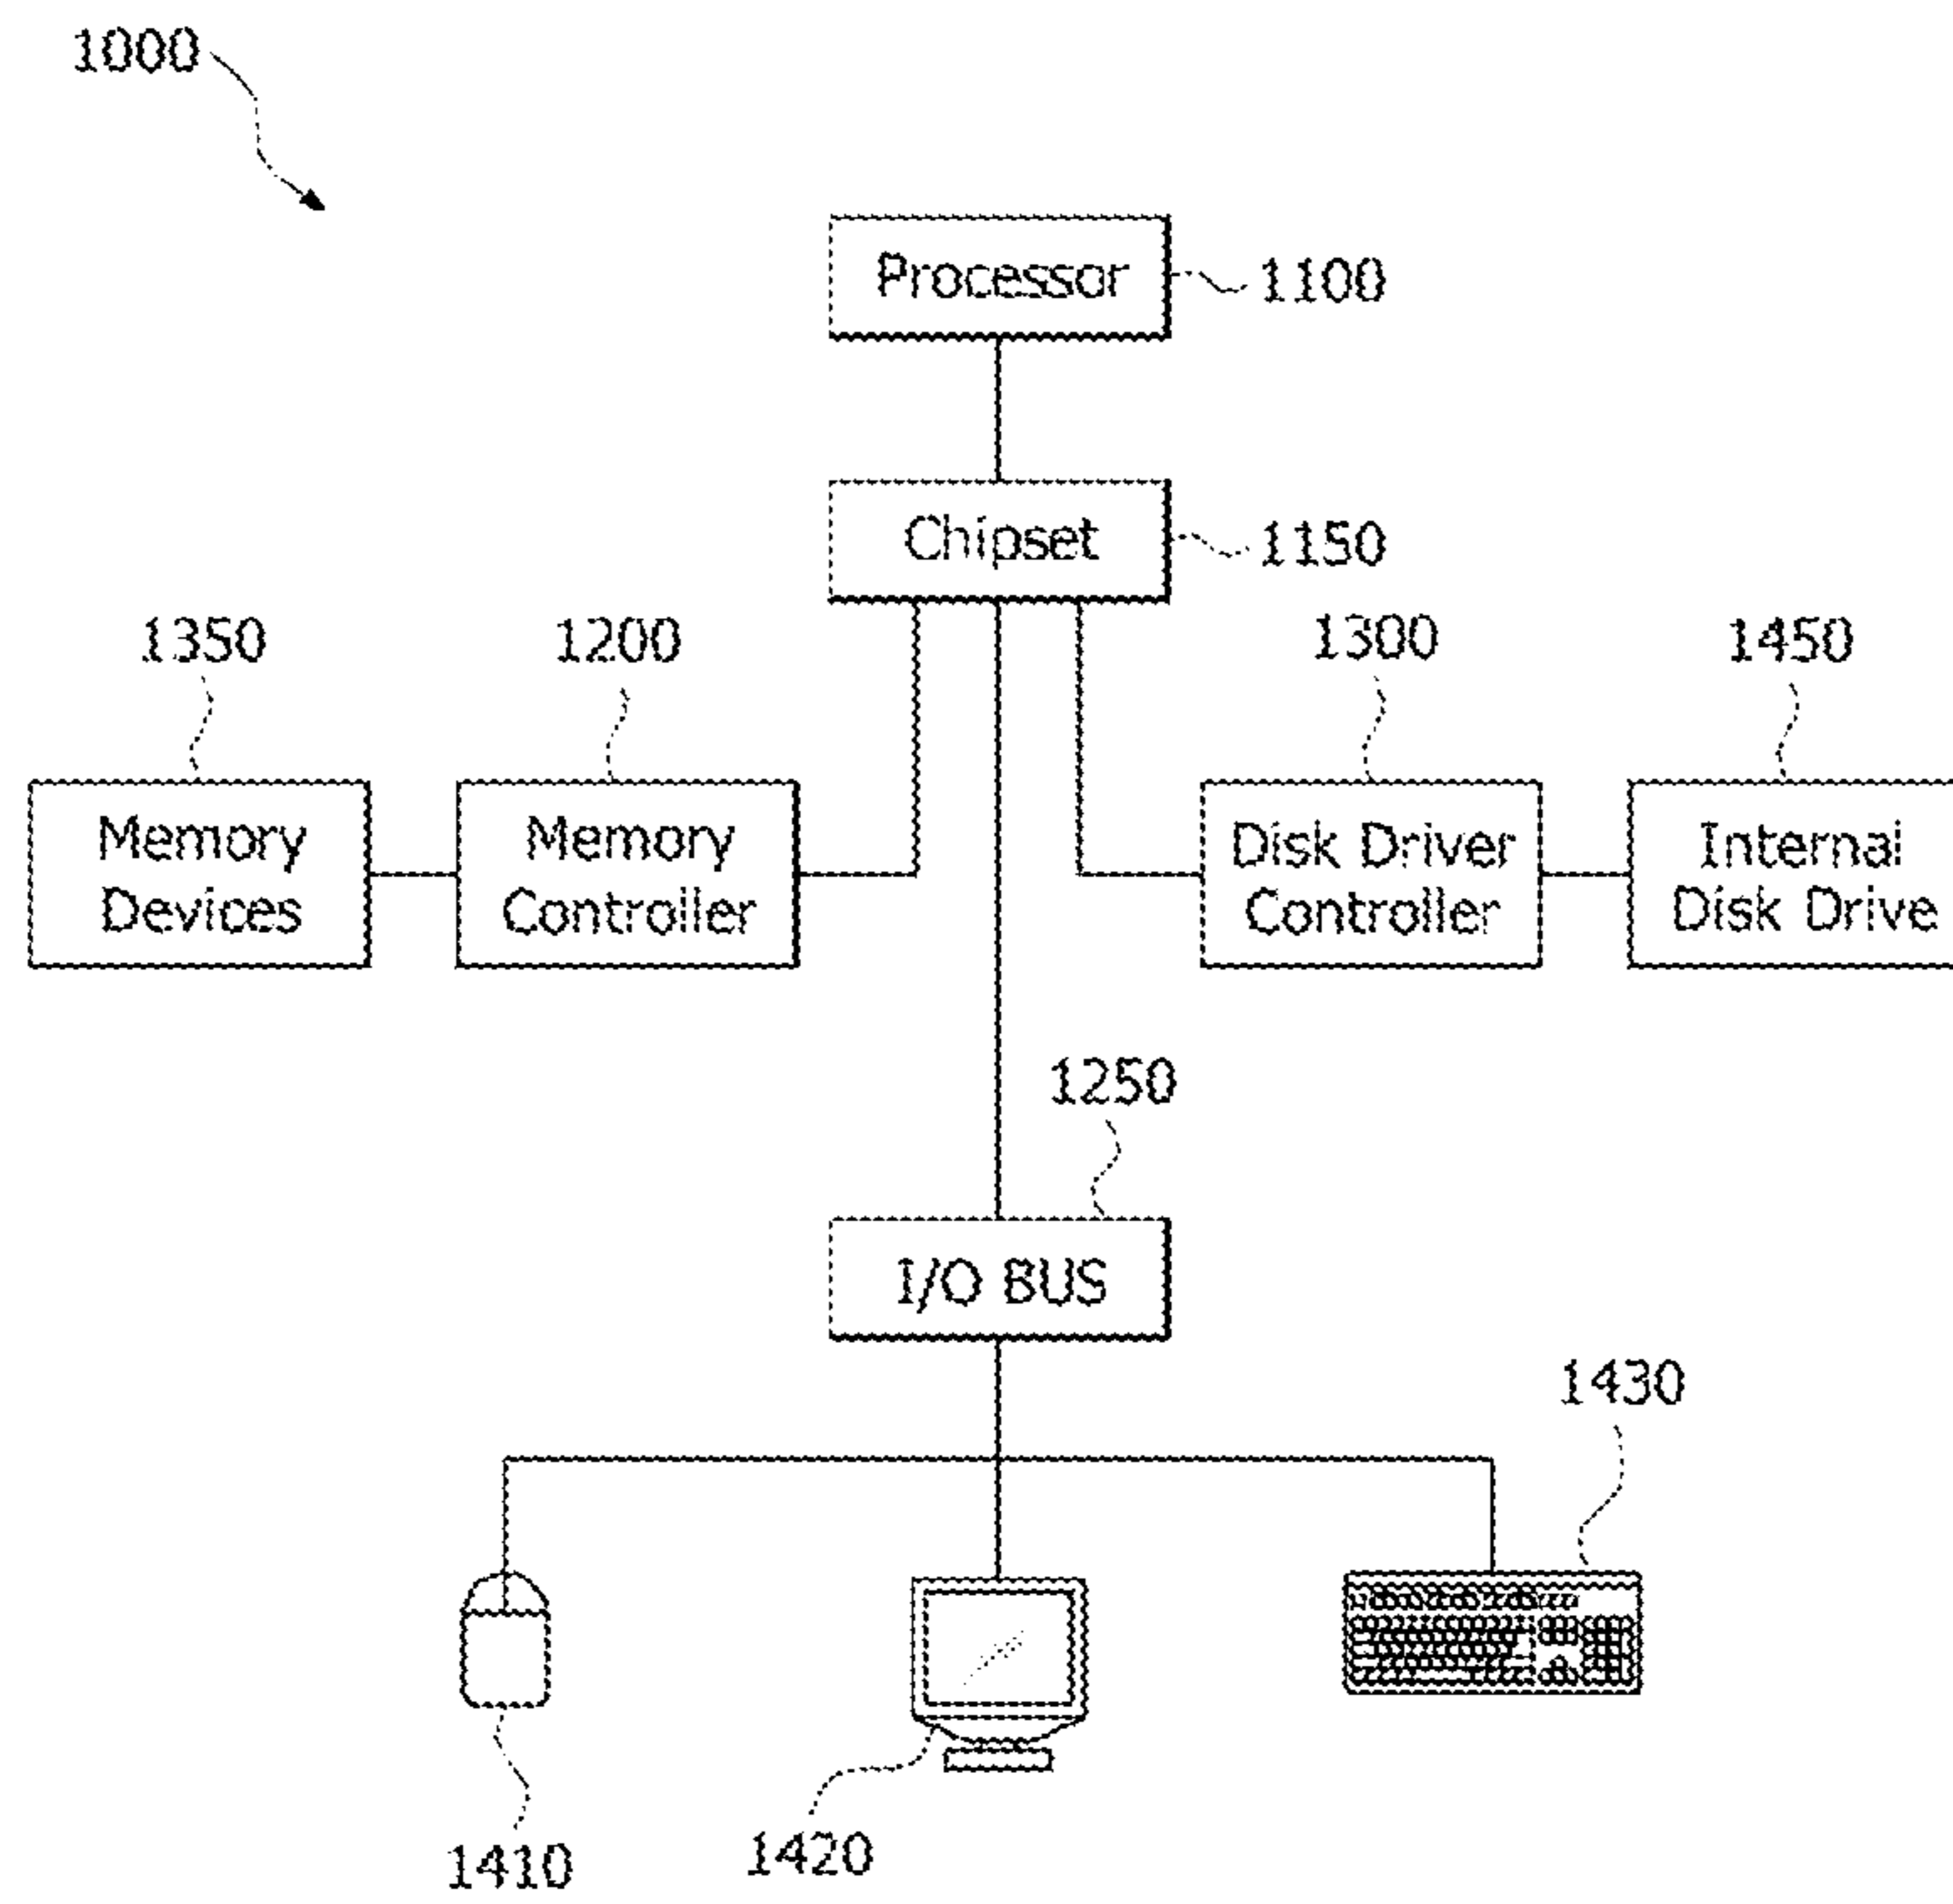 1000
Processor
1100
Chipset
1150
1350
1200
1300
1450
Memory
Devices
Memory
Controller
Disk Driver
Controller
Internal
Disk Drive
1250
I/O BUS
1430
1410
1420